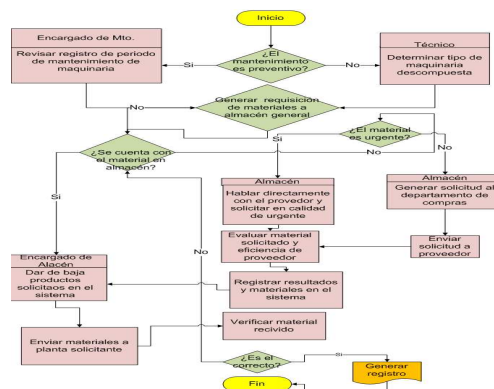 Inicio
Encargado de Mto.
Revisar registro de periodo
de mantenimiento de
maquinaria
Si
¿El
mantenimiento
es preventivo?
No
Técnico
Determinar tipo de
maquinaria
descompuesta
No
Generar requisición
de materiales a
almacén general
Si
¿El material
es urgente?
No
¿Se cuenta con
el material en
almacén?
No
Si
Almacén
Hablar directamente
con el provedor y
solicitar en calidad
de urgente
Almacén
Generar solicitud al
departamento de
compras
Evaluar material
solicitado y
eficiencia de
proveedor
Enviar
solicitud a
proveedor
No
Encargado de
Alacén
Dar de baja
productos
solicitaos en el
sistema
Registrar resultados
y materiales en el
sistema
Enviar materiales a
planta solicitante
Verificar material
recivido
¿Es el
correcto?
Si
Generar
registro
Fin